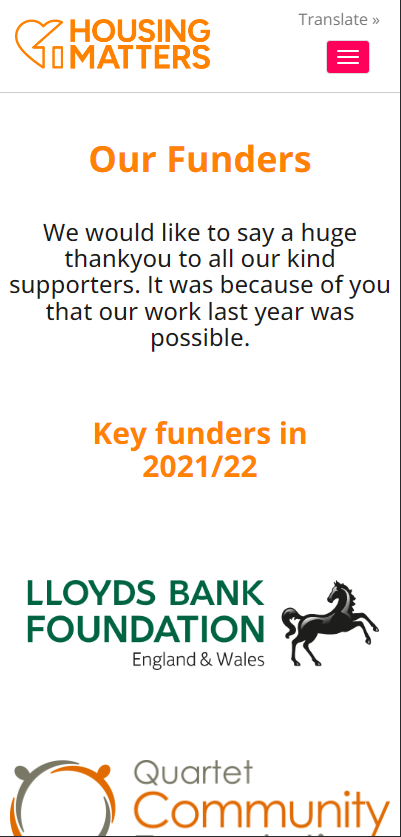 Translate »
HOUSING
MATTERS
Our Funders
We would like to say a huge
thankyou to all our kind
supporters. It was because of you
that our work last year was
possible.
Key funders in
2021/22
LLOYDS BANK
FOUNDATION
England & Wales
Quartet
Community